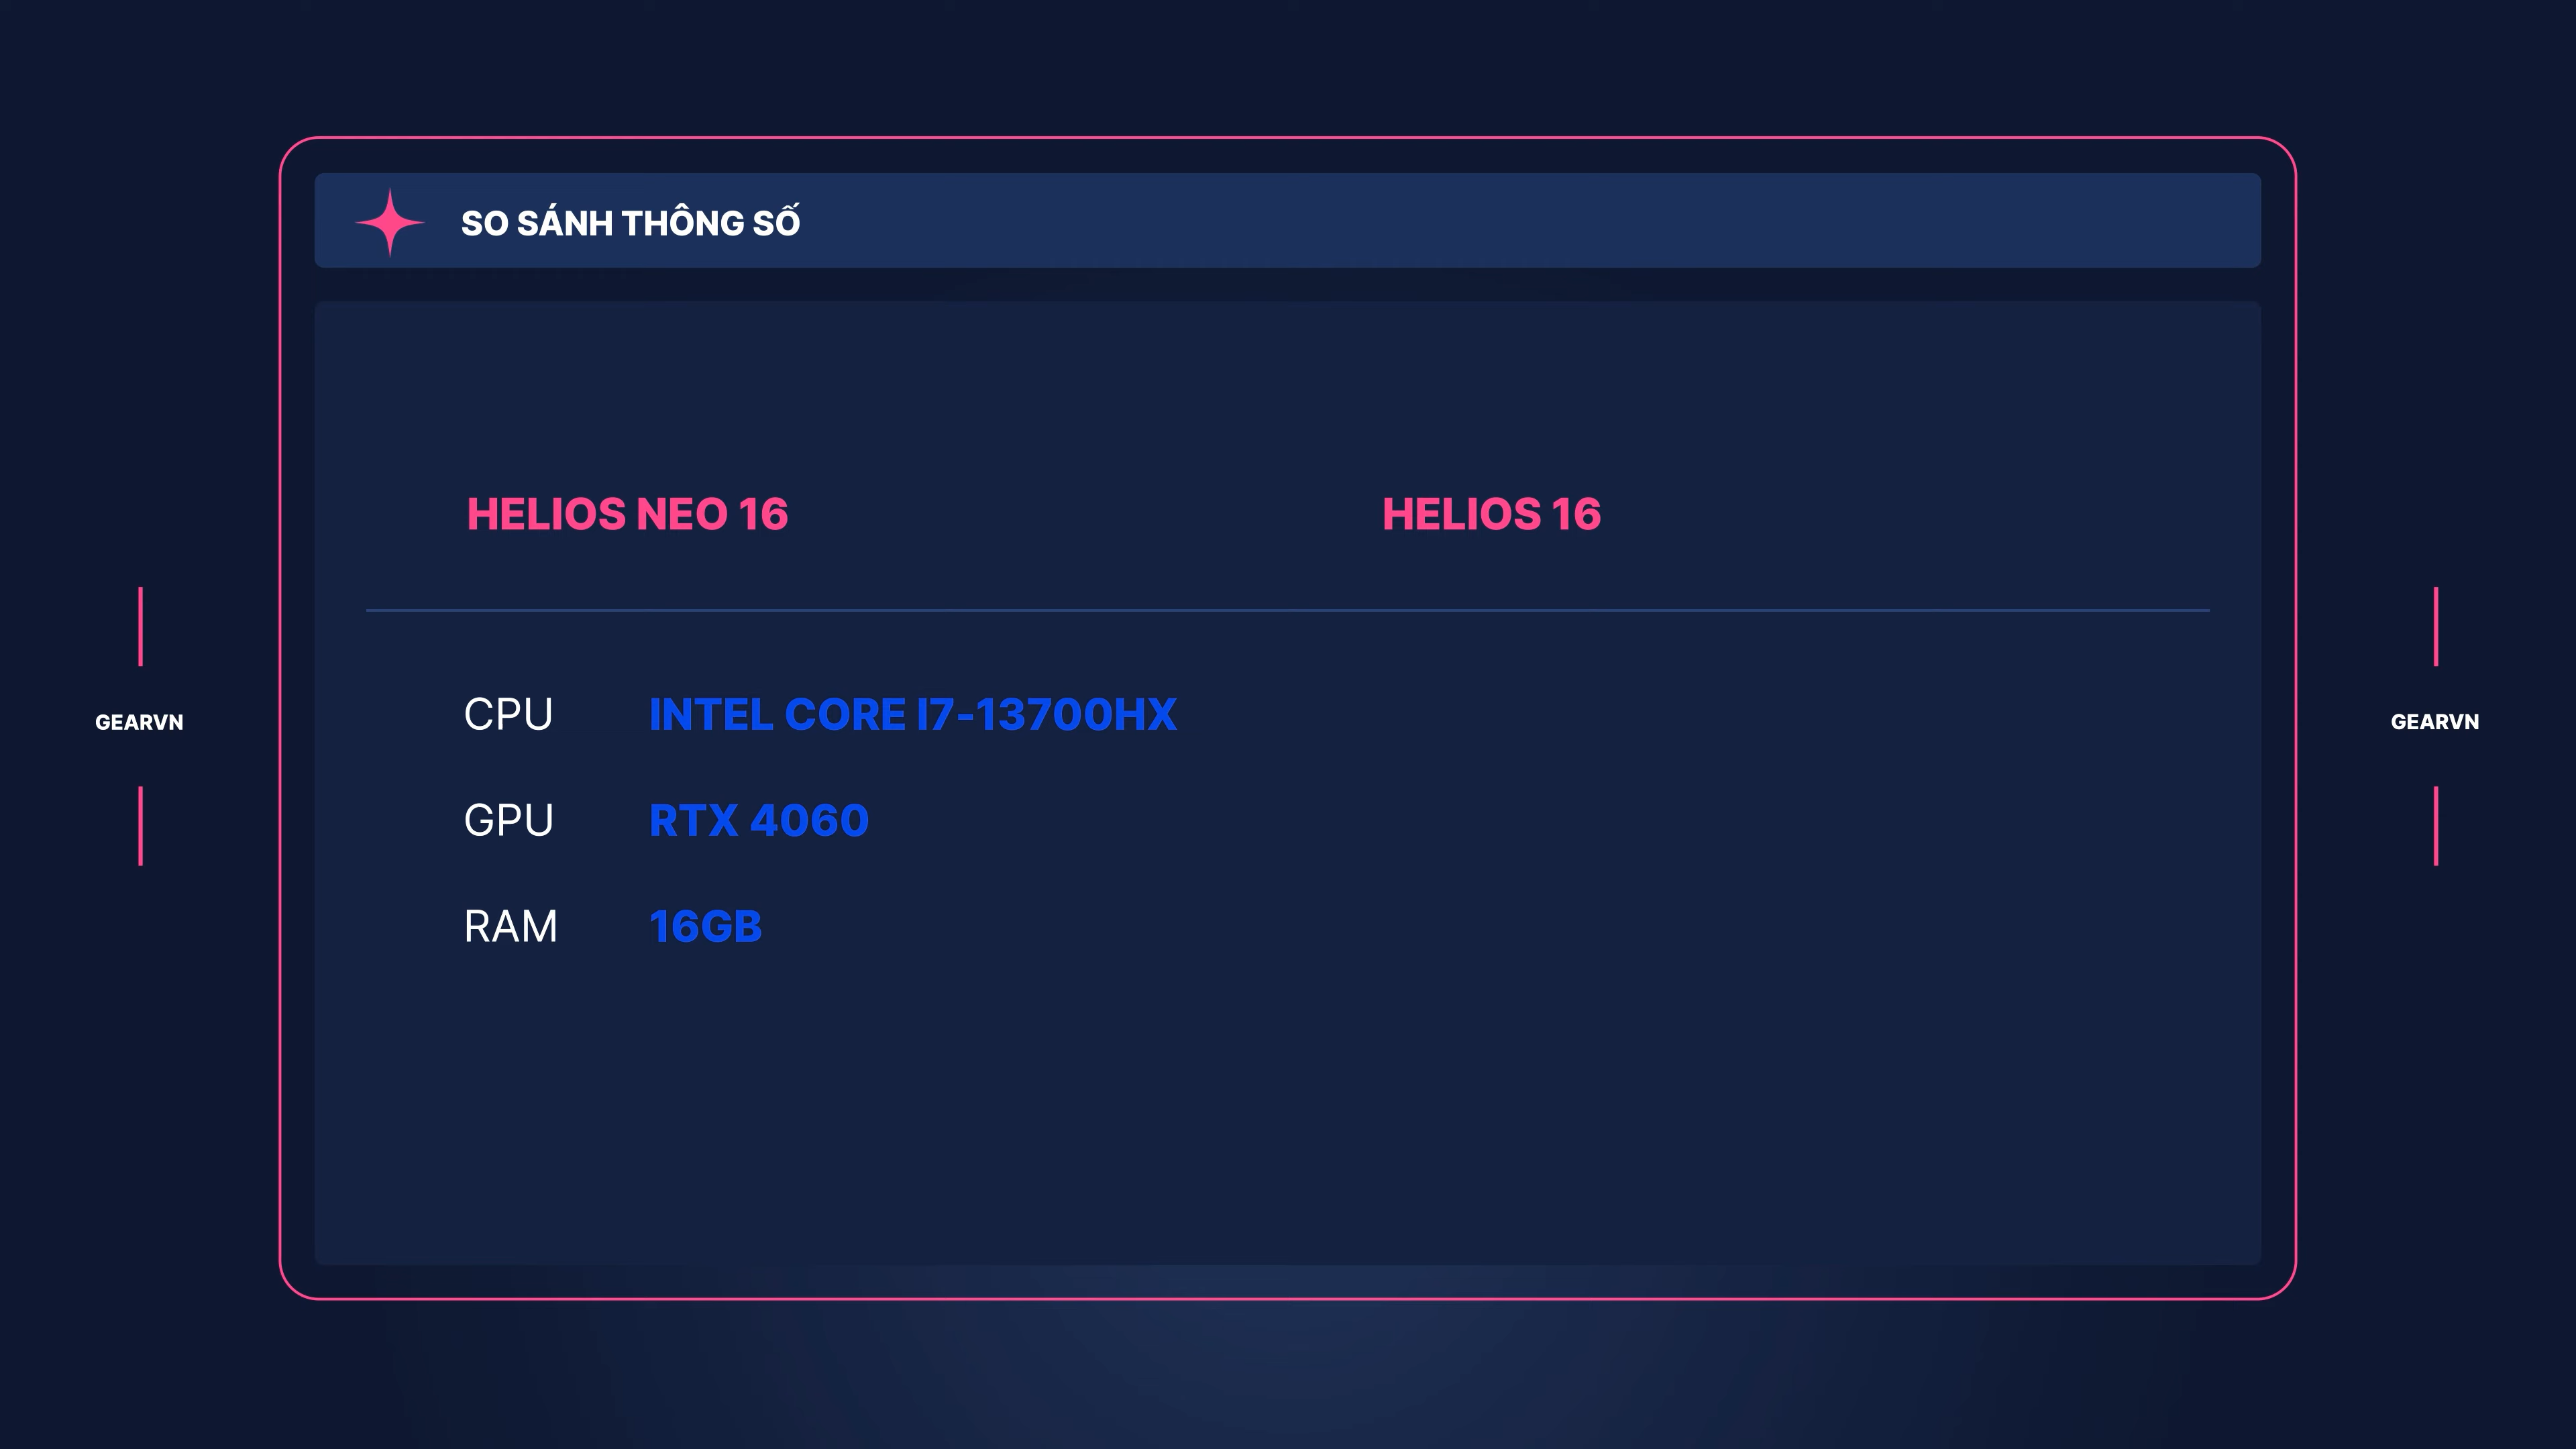 SO SÁNH THÔNG SỐ
HELIOS NEO 16
HELIOS 16
CPU INTEL CORE I7-13700HX
GPU RTX 4060
RAM 16GB
GEARVN
GEARVN